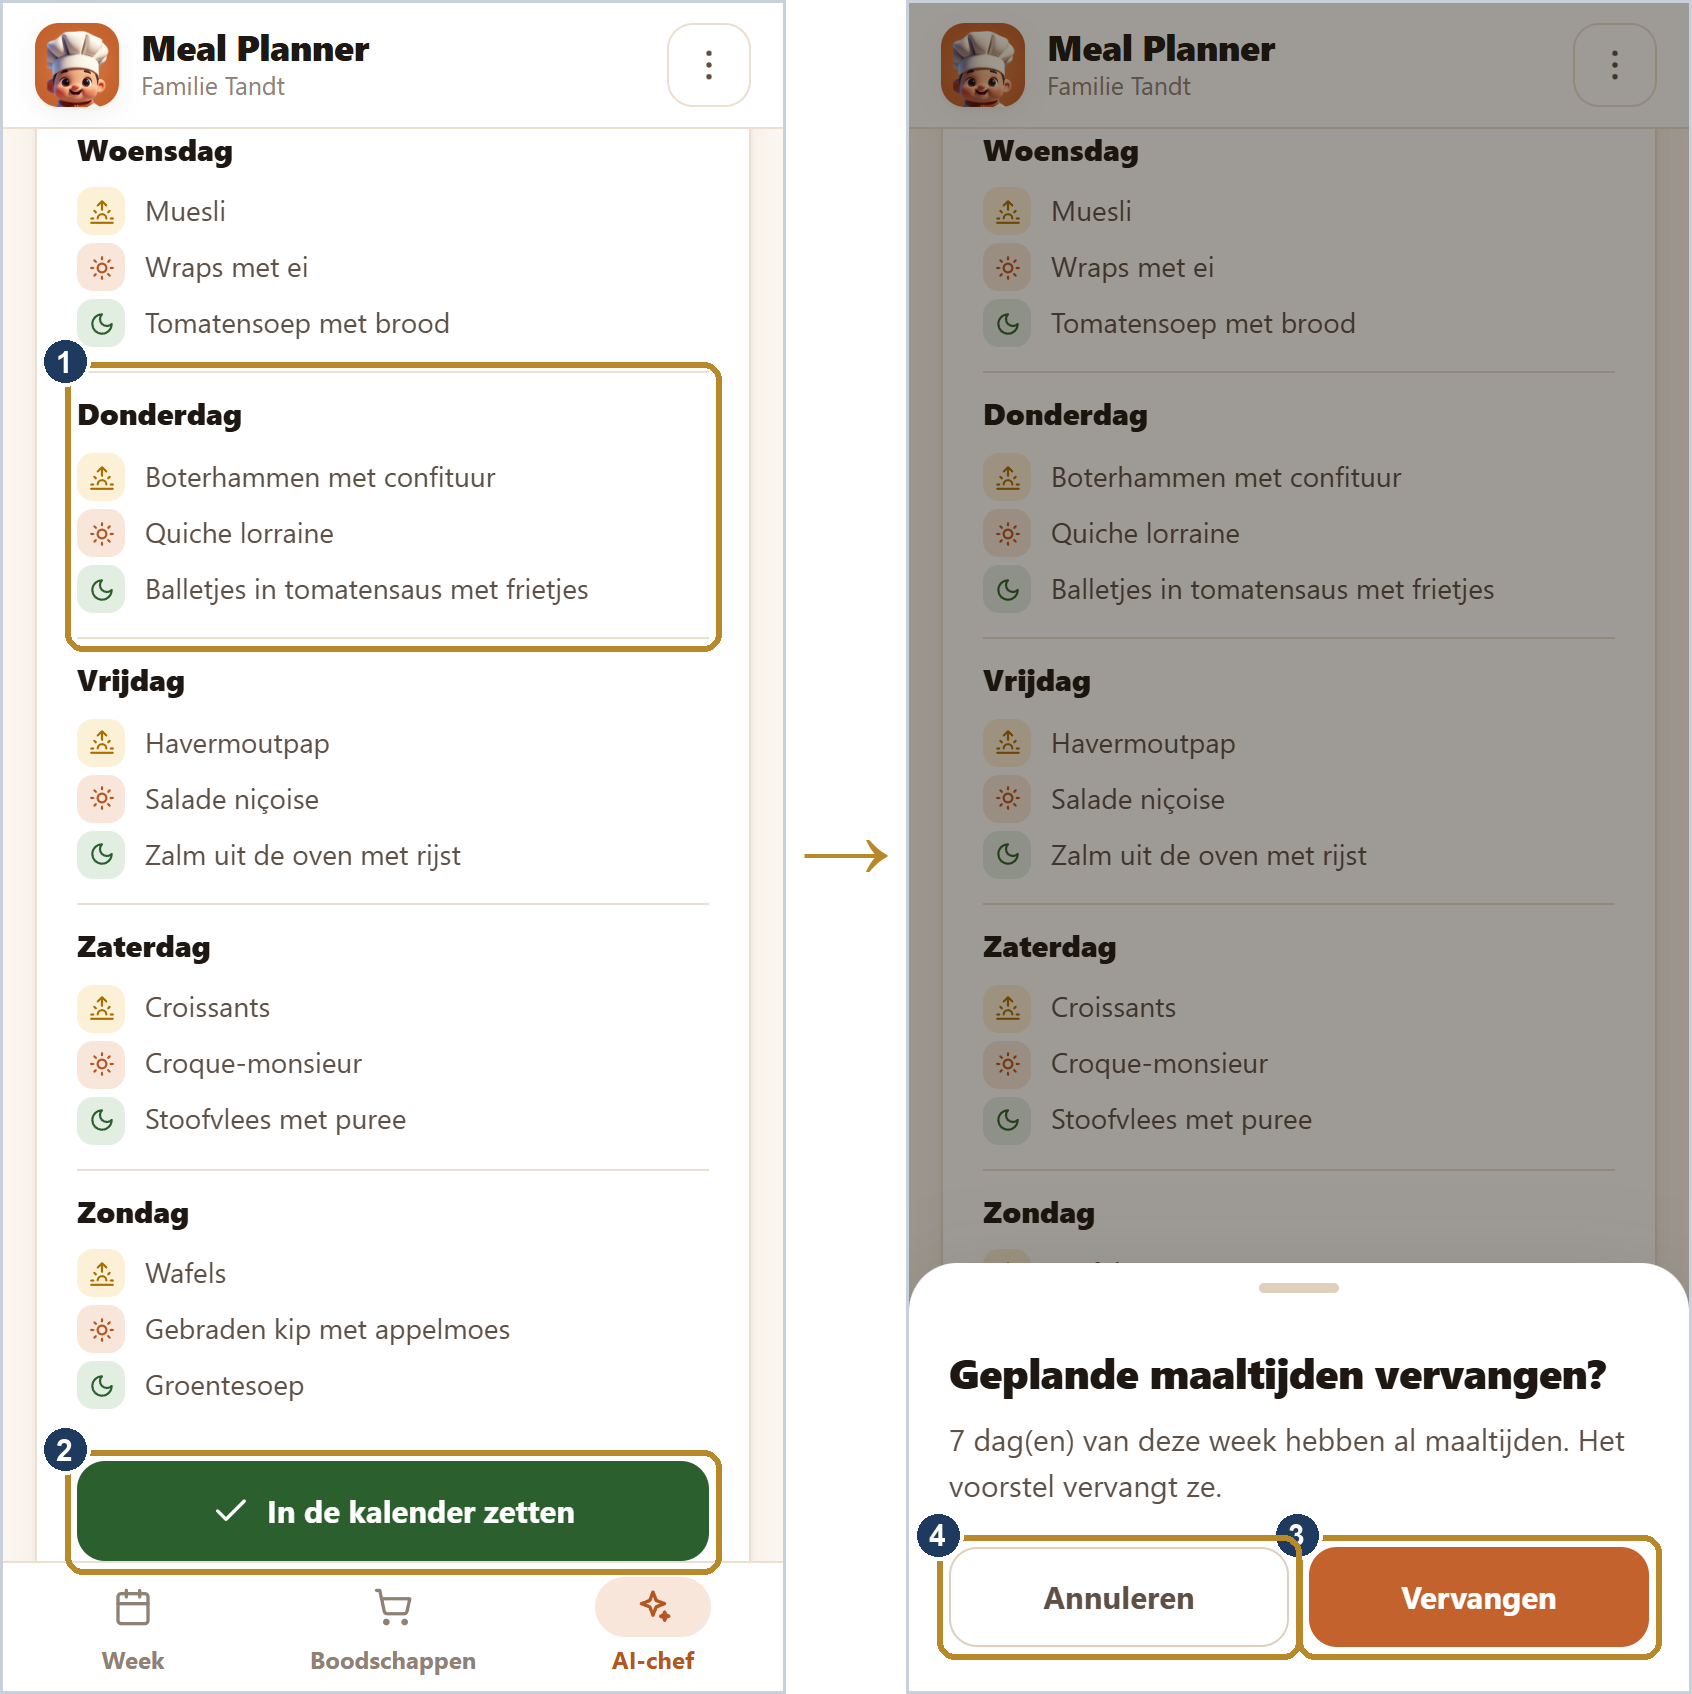 Meal Planner
Familie Tandt
Woensdag
Muesli
Wraps met ei
Tomatensoep met brood
1
Donderdag
Boterhammen met confituur
Quiche lorraine
Balletjes in tomatensaus met frietjes
Vrijdag
Havermoutpap
Salade niçoise
Zalm uit de oven met rijst
Zaterdag
Croissants
Croque-monsieur
Stoofvlees met puree
Zondag
Wafels
Gebraden kip met appelmoes
Groentesoep
2
In de kalender zetten
Week
Boodschappen
AI-chef
Meal Planner
Familie Tandt
Woensdag
Muesli
Wraps met ei
Tomatensoep met brood
Donderdag
Boterhammen met confituur
Quiche lorraine
Balletjes in tomatensaus met frietjes
Vrijdag
Havermoutpap
Salade niçoise
Zalm uit de oven met rijst
Zaterdag
Croissants
Croque-monsieur
Stoofvlees met puree
Zondag
Geplande maaltijden vervangen?
7 dag(en) van deze week hebben al maaltijden. Het
voorstel vervangt ze.
4
Annuleren
3
Vervangen